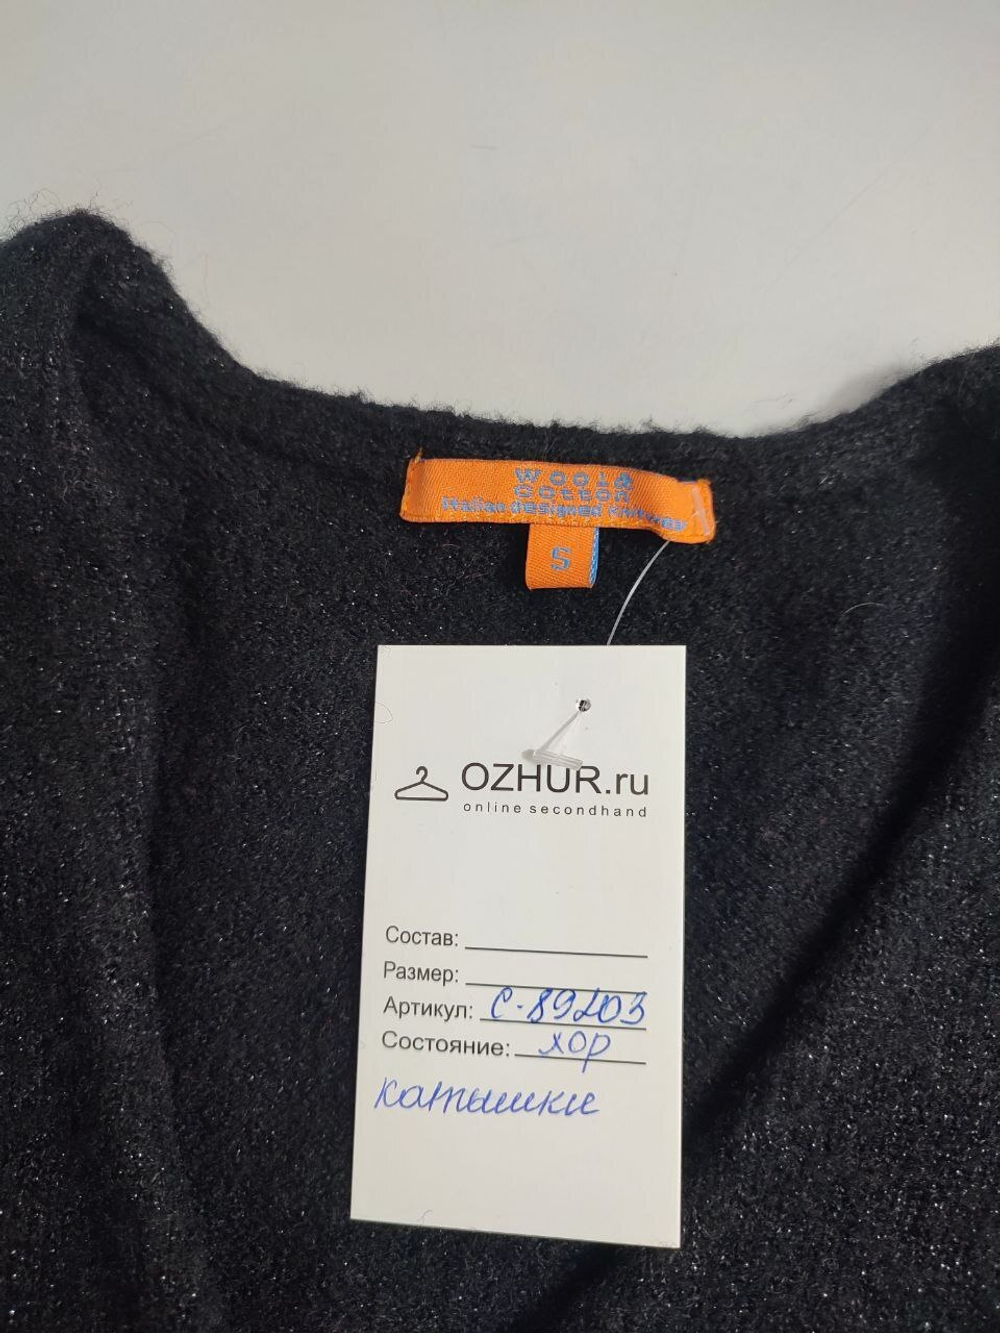 Wool&
Cotton
Italian designed knitwear
S
OZHUR.ru
online secondhand
Состав:
Размер:
Артикул: С-89203
Состояние: хор
катышки